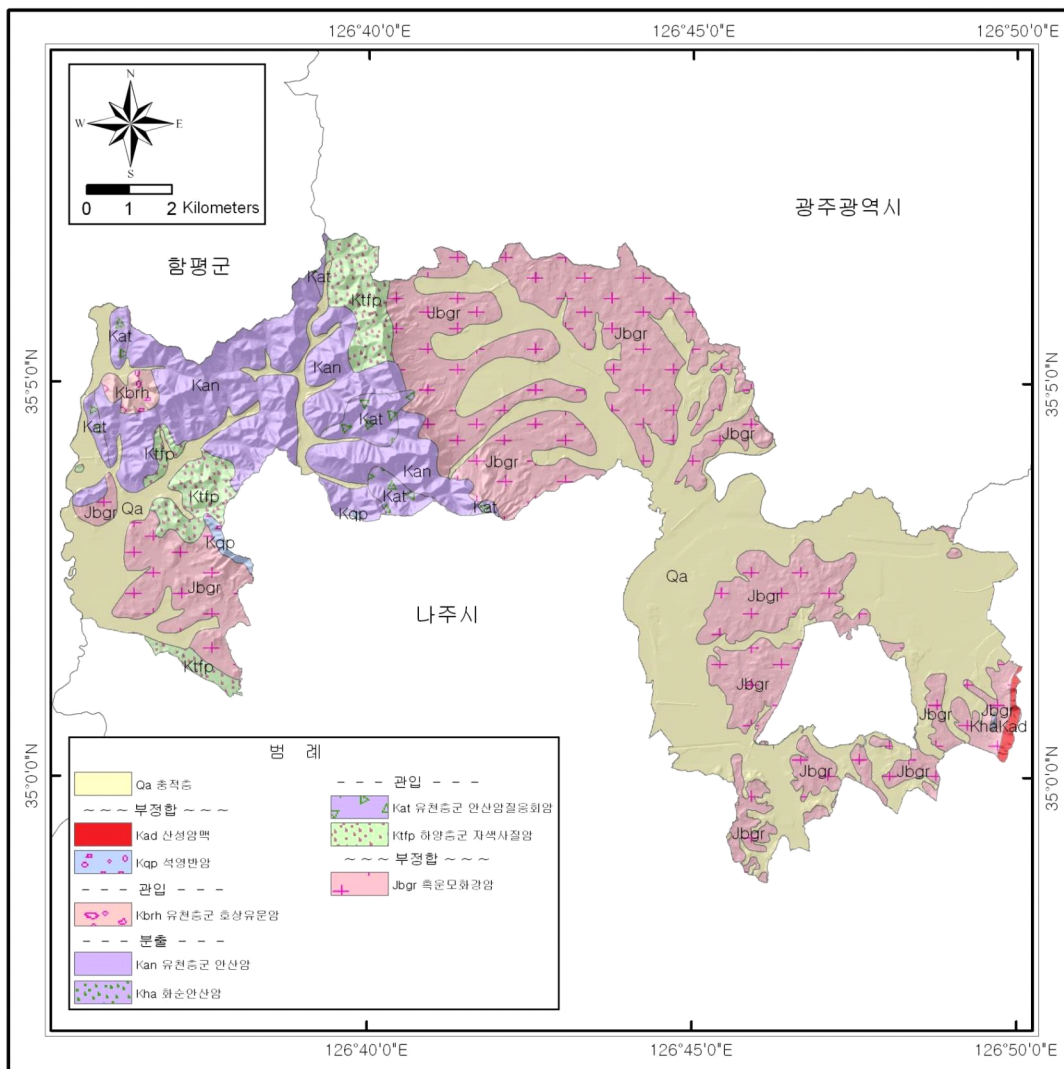 126°40'0"E
126°45'0"E
126°50'0"E
N
W
E
S
0 1 2 Kilometers
광주광역시
함평군
Kat
Ktfp
Jbgr
Jbgr
Kat
Kan
Kan
35°5'0"N
35°5'0"N
Kbrh
Kat
Kat
Jbgr
Ktfp
Jbgr
Kan
Ktfp
Kat
Kat
Jbgr
Qa
Kqp
Kqp
Qa
Jbgr
Jbgr
나주시
Ktfp
Jbgr
Jbgr
Jbgr
KhaKad
35°0'0"N
35°0'0"N
Jbgr
Jbgr
Jbgr
범 례
Qa 충적층
~ ~ ~ 부정합 ~ ~ ~
Kad 산성암맥
Kqp 석영반암
- - - 관입 - - -
Kbrh 유천층군 호상유문암
- - - 분출 - - -
Kan 유천층군 안산암
Kha 화순안산암
- - - 관입 - - -
Kat 유천층군 안산암질응회암
Ktfp 하양층군 자색사질암
~ ~ ~ 부정합 ~ ~ ~
Jbgr 흑운모화강암
126°40'0"E
126°45'0"E
126°50'0"E